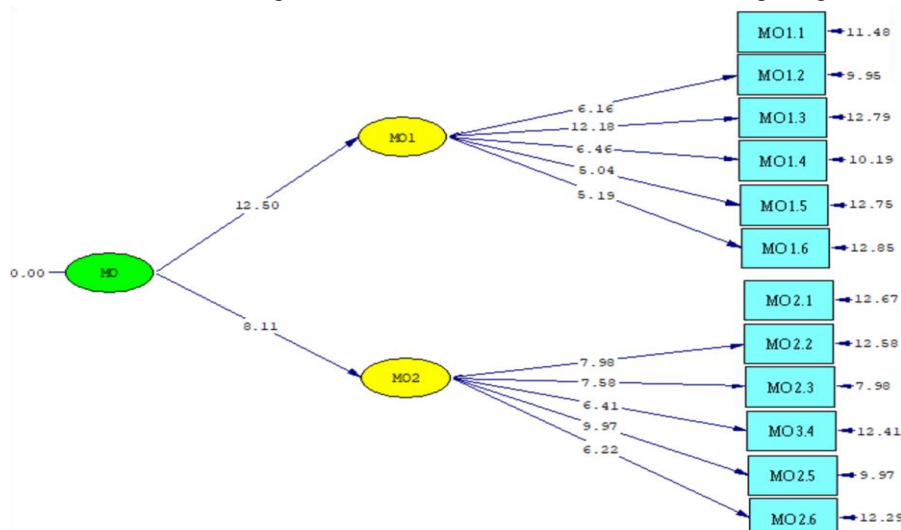 MO1.1 11.48
MO1.2 9.95
6.16
MO1.3 12.79
12.18
MO1
6.46
MO1.4 10.19
5.04
5.19
MO1.5 12.75
12.50
MO1.6 12.85
0.00 MO
MO2.1 12.67
8.11
MO2.2 12.58
7.98
MO2
7.58
MO2.3 7.98
6.41
MO3.4 12.41
9.97
6.22
MO2.5 9.97
MO2.6 12.29